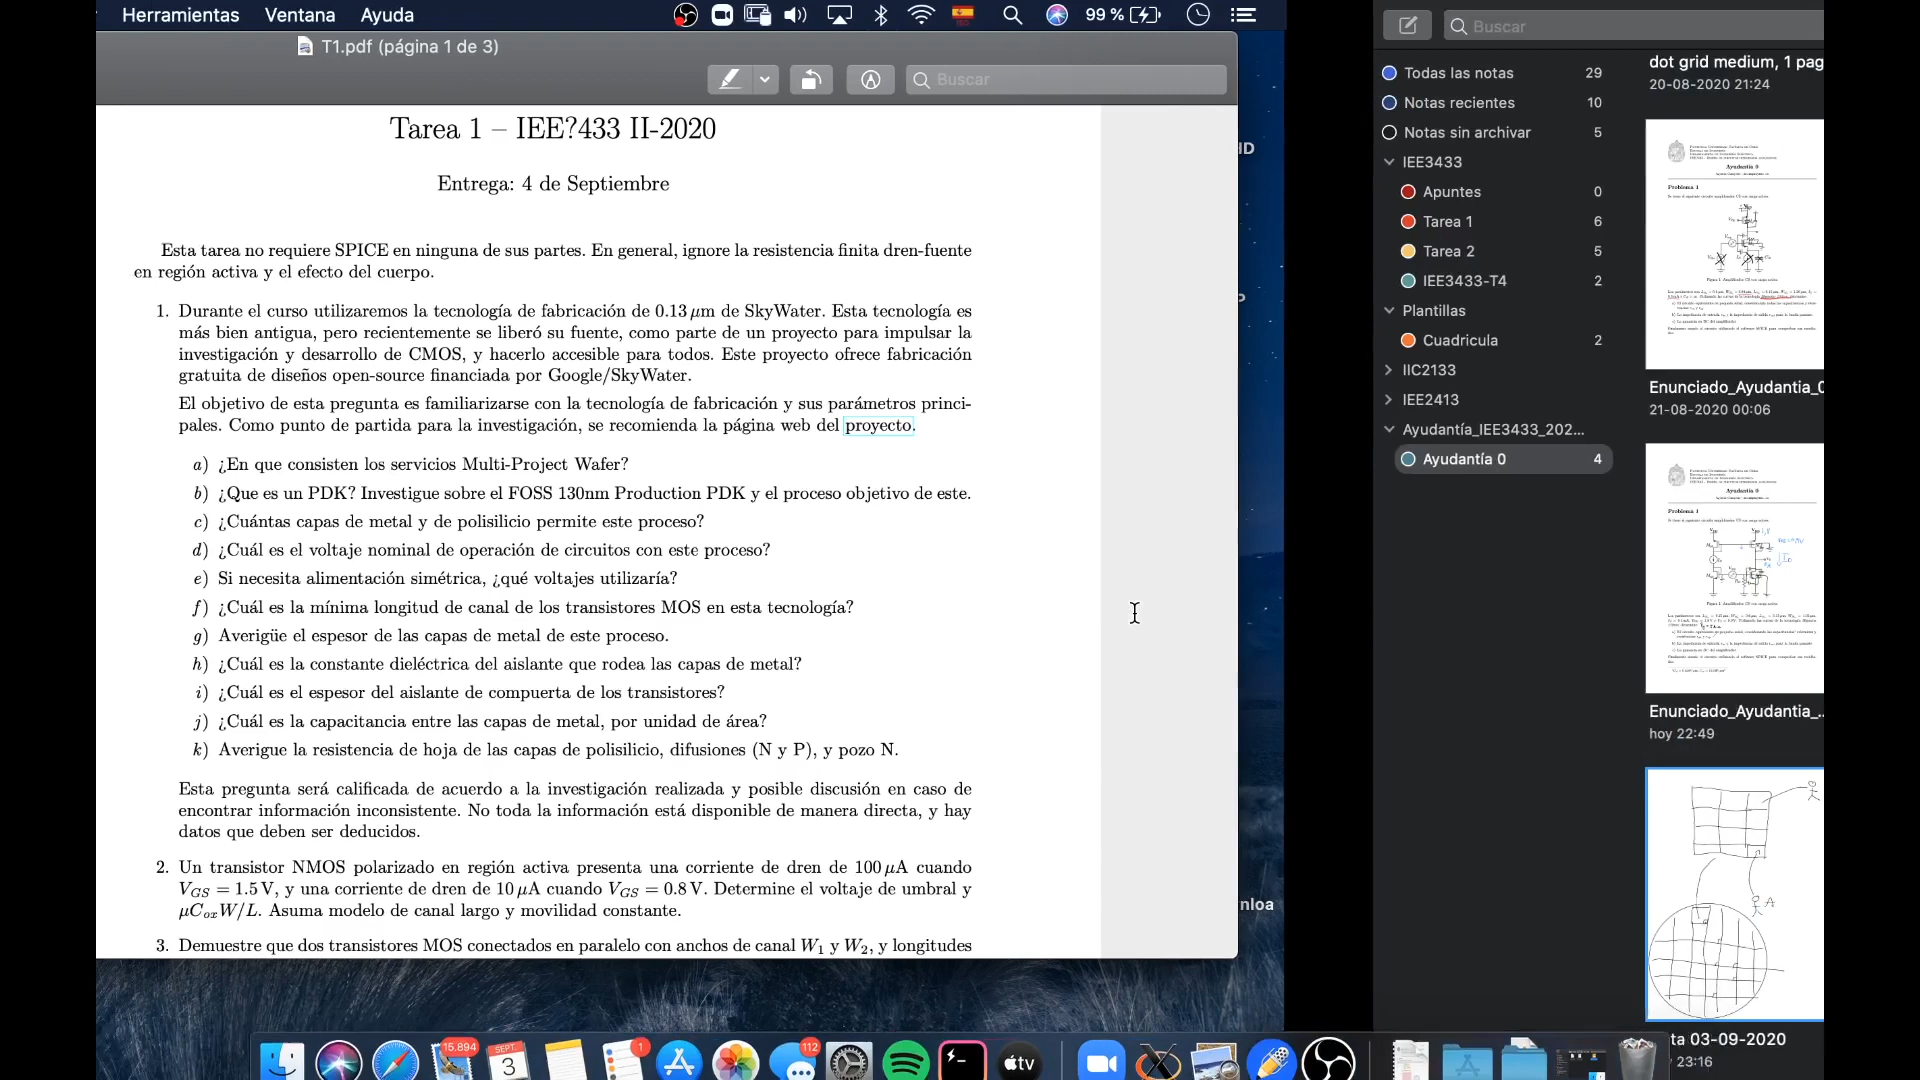 Herramientas Ventana Ayuda
99 %
T1.pdf (página 1 de 3)
Buscar
Tarea 1 – IEE?433 II-2020
Entrega: 4 de Septiembre
Esta tarea no requiere SPICE en ninguna de sus partes. En general, ignore la resistencia finita dren-fuente
en región activa y el efecto del cuerpo.
1. Durante el curso utilizaremos la tecnología de fabricación de 0.13 μm de SkyWater. Esta tecnología es
más bien antigua, pero recientemente se liberó su fuente, como parte de un proyecto para impulsar la
investigación y desarrollo de CMOS, y hacerlo accesible para todos. Este proyecto ofrece fabricación
gratuita de diseños open-source financiada por Google/SkyWater.
El objetivo de esta pregunta es familiarizarse con la tecnología de fabricación y sus parámetros princi-
pales. Como punto de partida para la investigación, se recomienda la página web del proyecto.
a) ¿En que consisten los servicios Multi-Project Wafer?
b) ¿Que es un PDK? Investigue sobre el FOSS 130nm Production PDK y el proceso objetivo de este.
c) ¿Cuántas capas de metal y de polisilicio permite este proceso?
d) ¿Cuál es el voltaje nominal de operación de circuitos con este proceso?
e) Si necesita alimentación simétrica, ¿qué voltajes utilizaría?
f) ¿Cuál es la mínima longitud de canal de los transistores MOS en esta tecnología?
g) Averigüe el espesor de las capas de metal de este proceso.
h) ¿Cuál es la constante dieléctrica del aislante que rodea las capas de metal?
i) ¿Cuál es el espesor del aislante de compuerta de los transistores?
j) ¿Cuál es la capacitancia entre las capas de metal, por unidad de área?
k) Averigue la resistencia de hoja de las capas de polisilicio, difusiones (N y P), y pozo N.
Esta pregunta será calificada de acuerdo a la investigación realizada y posible discusión en caso de
encontrar información inconsistente. No toda la información está disponible de manera directa, y hay
datos que deben ser deducidos.
2. Un transistor NMOS polarizado en región activa presenta una corriente de dren de 100 μA cuando
VGS = 1.5 V, y una corriente de dren de 10 μA cuando VGS = 0.8 V. Determine el voltaje de umbral y
μCoxW/L. Asuma modelo de canal largo y movilidad constante.
3. Demuestre que dos transistores MOS conectados en paralelo con anchos de canal W1 y W2, y longitudes
nloa
15.894
SEPT.
3
1
112
tv
Buscar
Todas las notas 29
Notas recientes 10
Notas sin archivar 5
IEE3433
Apuntes 0
Tarea 1 6
Tarea 2 5
IEE3433-T4 2
Plantillas
Cuadricula 2
IIC2133
IEE2413
Ayudantía_IEE3433_202...
Ayudantía 0 4
dot grid medium, 1 pag
20-08-2020 21:24
Ayudantía 0
Problema 1
Enunciado_Ayudantia_0
21-08-2020 00:06
Ayudantía 0
Problema 1
Enunciado_Ayudantia_..
hoy 22:49
A
ta 03-09-2020
23:16